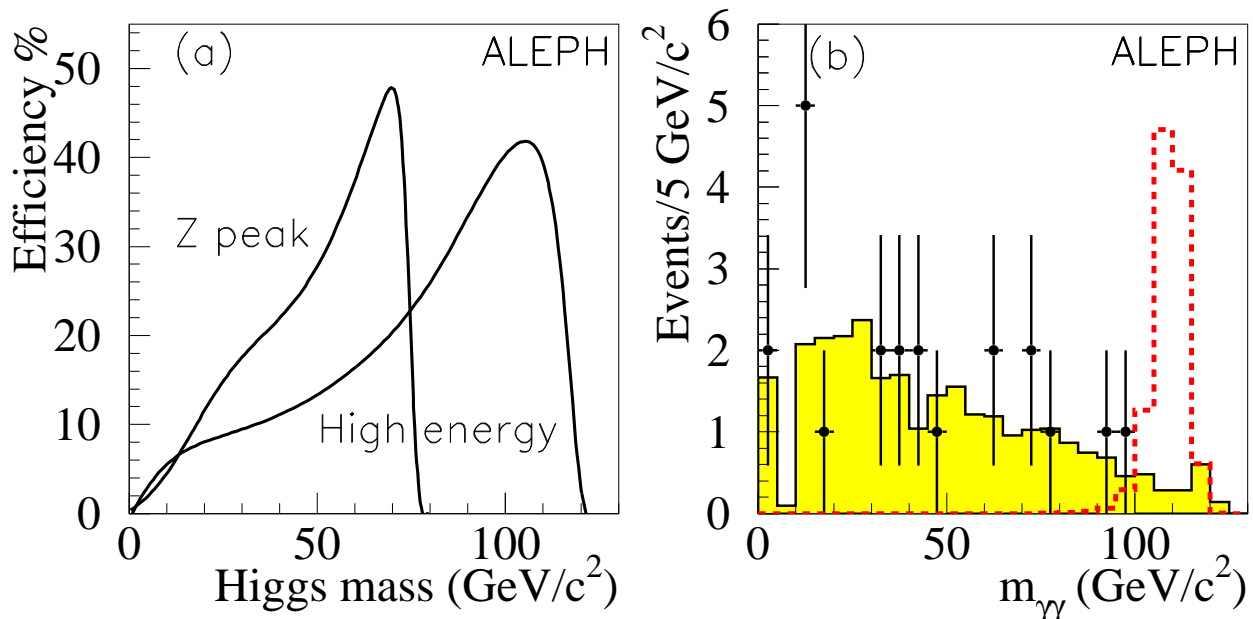 (a)
ALEPH
Efficiency %
50
40
30
20
10
0
Z peak
High energy
0
50
100
Higgs mass (GeV/c²)
(b)
ALEPH
Events/5 GeV/c²
6
5
4
3
2
1
0
0
50
100
m_γγ (GeV/c²)